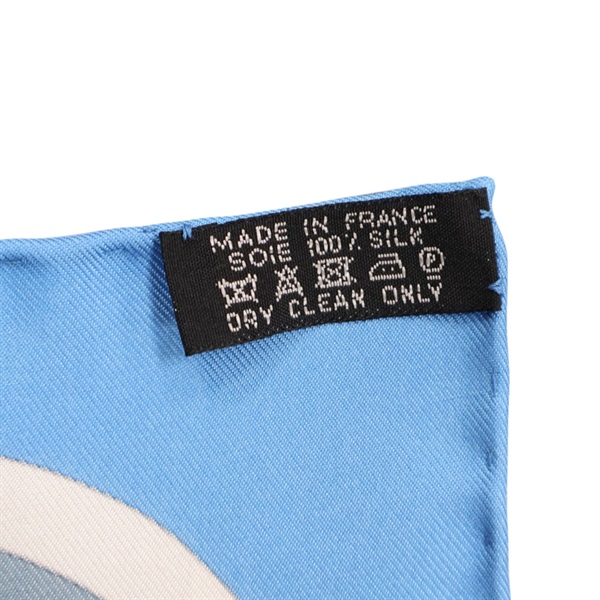 MADE IN FRANCE
SOIE 100% SILK
P
DRY CLEAN ONLY